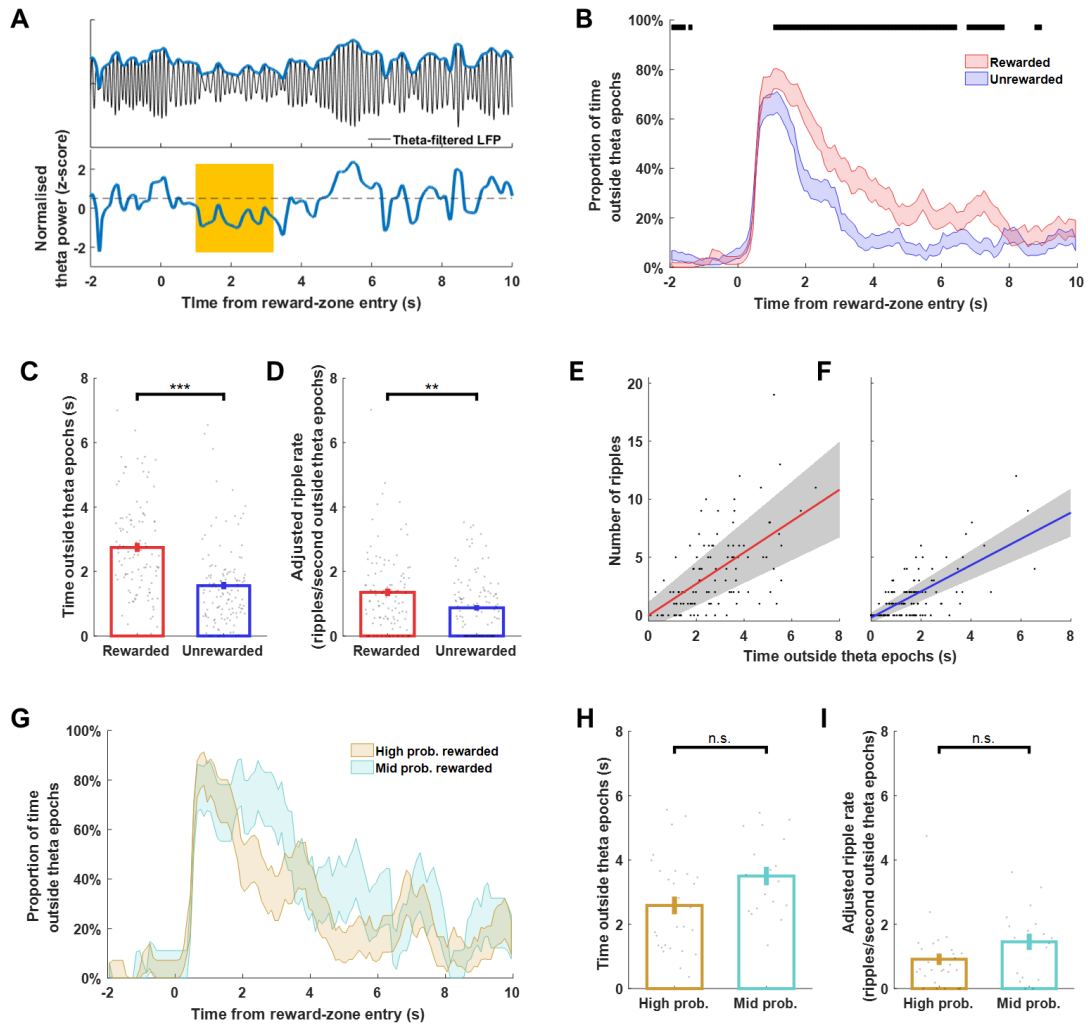 A
Theta-filtered LFP
Normalised
theta power (z-score)
2
0
-2
-2 0 2 4 6 8 10
TIme from reward-zone entry (s)
B
Proportion of time
outside theta epochs
100%
80%
60%
40%
20%
0%
Rewarded
Unrewarded
-2 0 2 4 6 8 10
Time from reward-zone entry (s)
C
Time outside theta epochs (s)
8
6
4
2
0
***
Rewarded Unrewarded
D
Adjusted ripple rate
(ripples/second outside theta epochs)
8
6
4
2
0
**
Rewarded Unrewarded
E
Number of ripples
20
15
10
5
0
0 2 4 6 8
F
0 2 4 6 8
Time outside theta epochs (s)
G
Proportion of time
outside theta epochs
100%
80%
60%
40%
20%
0%
High prob. rewarded
Mid prob. rewarded
-2 0 2 4 6 8 10
Time from reward-zone entry (s)
H
Time outside theta epochs (s)
8
6
4
2
0
n.s.
High prob. Mid prob.
I
Adjusted ripple rate
(ripples/second outside theta epochs)
8
6
4
2
0
n.s.
High prob. Mid prob.